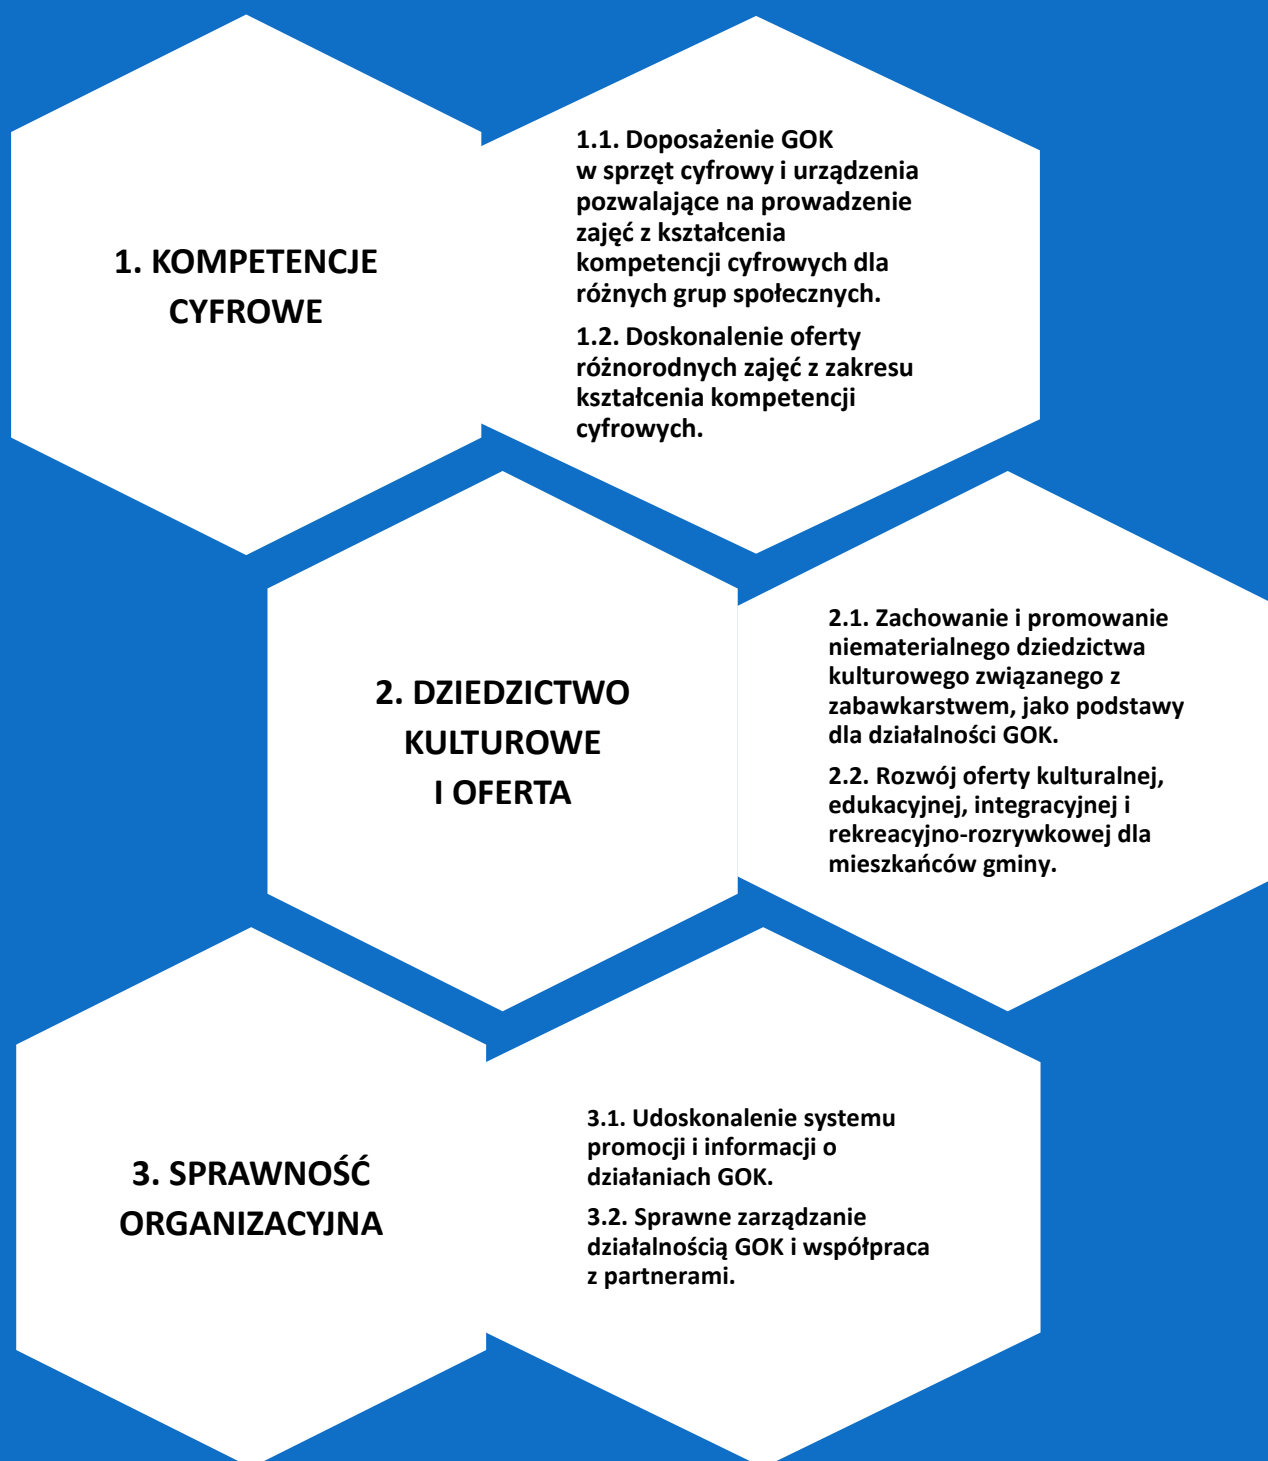 1. KOMPETENCJE
CYFROWE
1.1. Doposażenie GOK
w sprzęt cyfrowy i urządzenia
pozwalające na prowadzenie
zajęć z kształcenia
kompetencji cyfrowych dla
różnych grup społecznych.
1.2. Doskonalenie oferty
różnorodnych zajęć z zakresu
kształcenia kompetencji
cyfrowych.
2. DZIEDZICTWO
KULTUROWE
I OFERTA
2.1. Zachowanie i promowanie
niematerialnego dziedzictwa
kulturowego związanego z
zabawkarstwem, jako podstawy
dla działalności GOK.
2.2. Rozwój oferty kulturalnej,
edukacyjnej, integracyjnej i
rekreacyjno-rozrywkowej dla
mieszkańców gminy.
3. SPRAWNOŚĆ
ORGANIZACYJNA
3.1. Udoskonalenie systemu
promocji i informacji o
działaniach GOK.
3.2. Sprawne zarządzanie
działalnością GOK i współpraca
z partnerami.